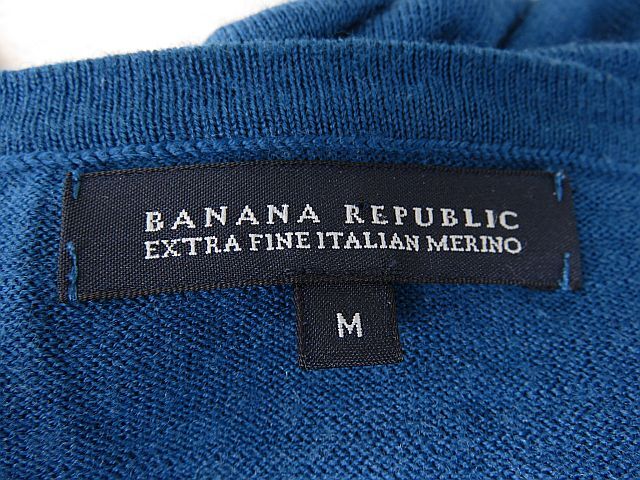 BANANA REPUBLIC
EXTRA FINE ITALIAN MERINO
M